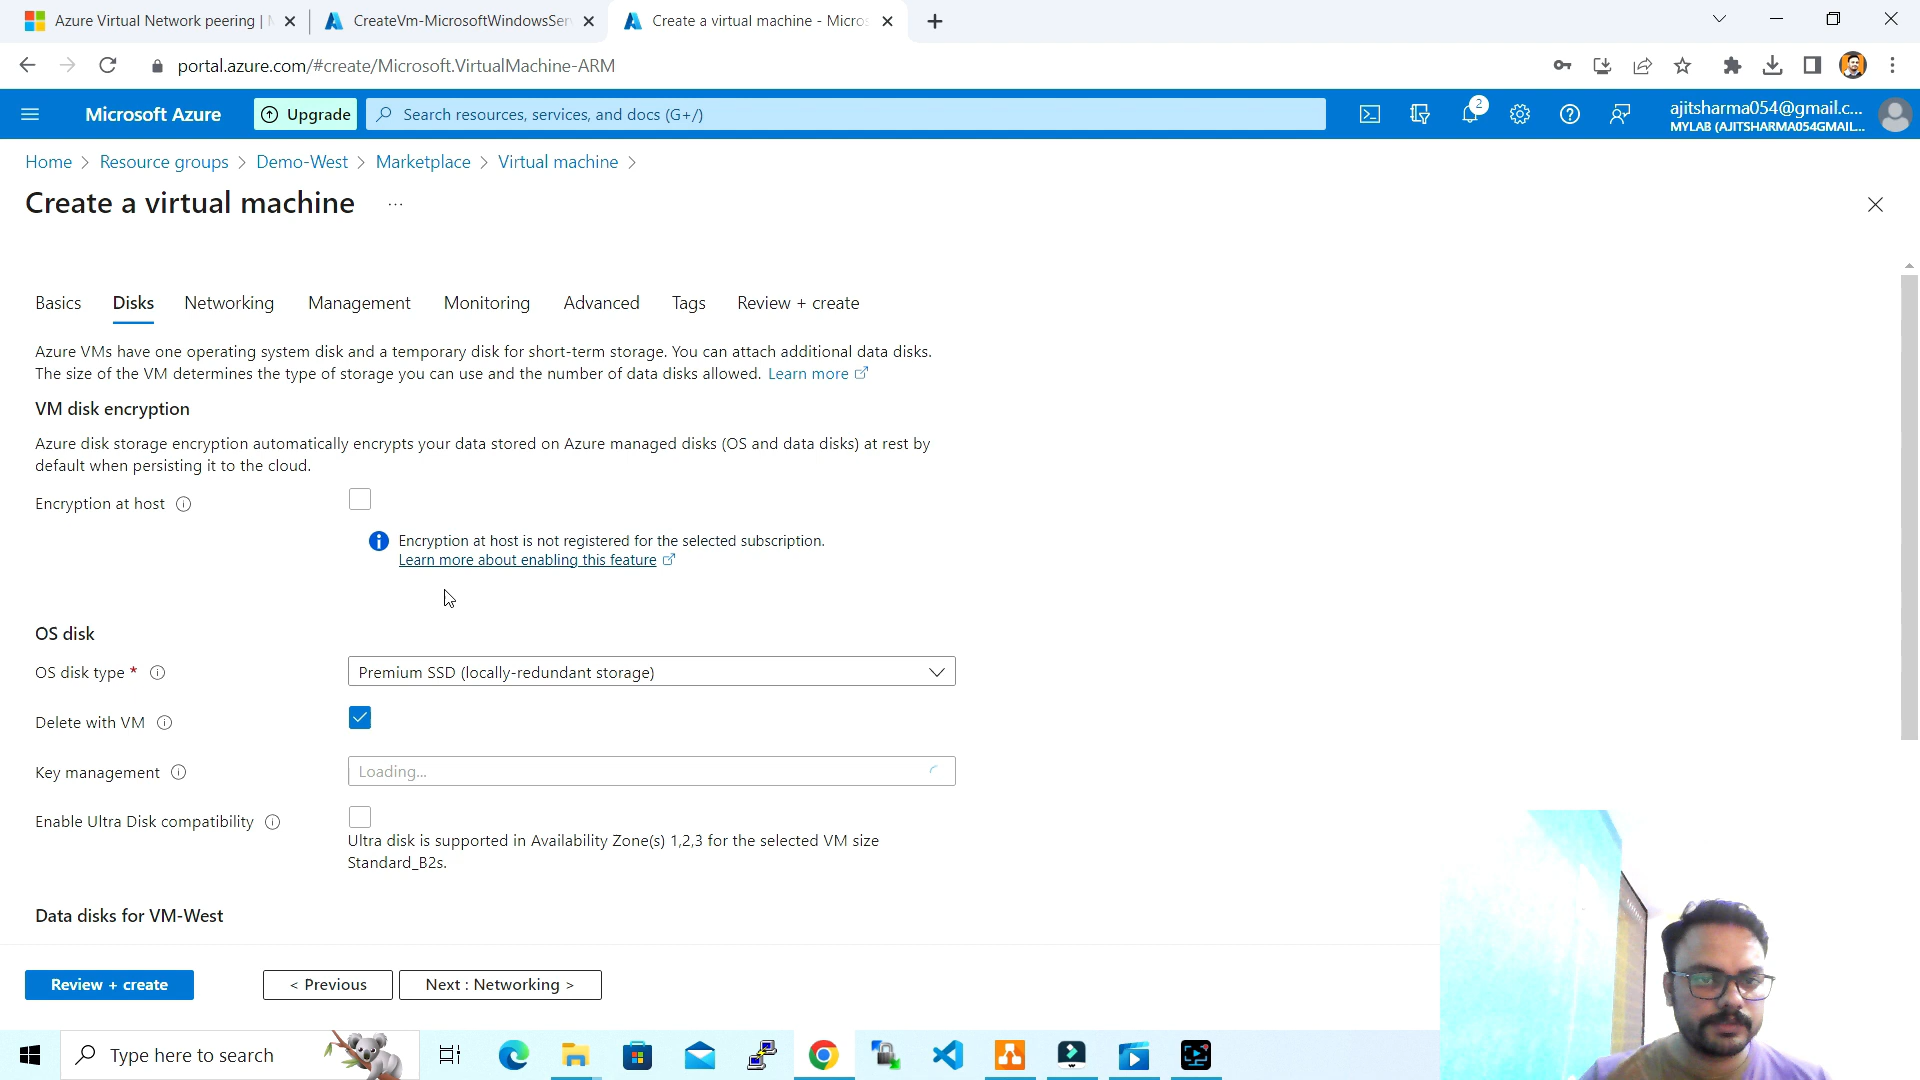 Azure Virtual Network peering |
CreateVm-MicrosoftWindowsSer
Create a virtual machine - Micros
portal.azure.com/#create/Microsoft.VirtualMachine-ARM
Microsoft Azure
Upgrade
Search resources, services, and docs (G+/)
2
ajitsharma054@gmail.c...
MYLAB (AJITSHARMA054GMAIL...
Home > Resource groups > Demo-West > Marketplace > Virtual machine >
Create a virtual machine ...
Basics Disks Networking Management Monitoring Advanced Tags Review + create
Azure VMs have one operating system disk and a temporary disk for short-term storage. You can attach additional data disks.
The size of the VM determines the type of storage you can use and the number of data disks allowed. Learn more
VM disk encryption
Azure disk storage encryption automatically encrypts your data stored on Azure managed disks (OS and data disks) at rest by
default when persisting it to the cloud.
Encryption at host
Encryption at host is not registered for the selected subscription.
Learn more about enabling this feature
OS disk
OS disk type *
Premium SSD (locally-redundant storage)
Delete with VM
Key management
Loading...
Enable Ultra Disk compatibility
Ultra disk is supported in Availability Zone(s) 1,2,3 for the selected VM size
Standard_B2s.
Data disks for VM-West
Review + create
< Previous
Next : Networking >
Type here to search